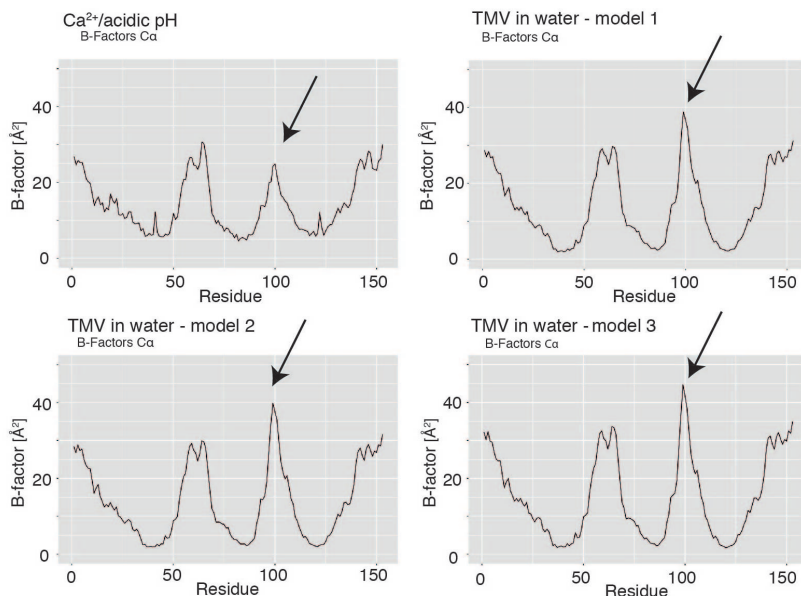 Ca²⁺/acidic pH
B-Factors Cα
B-factor [Å²]
40
20
0
0 50 100 150
Residue
TMV in water - model 1
B-Factors Cα
B-factor [Å²]
40
20
0
0 50 100 150
Residue
TMV in water - model 2
B-Factors Cα
B-factor [Å²]
40
20
0
0 50 100 150
Residue
TMV in water - model 3
B-Factors Cα
B-factor [Å²]
40
20
0
0 50 100 150
Residue